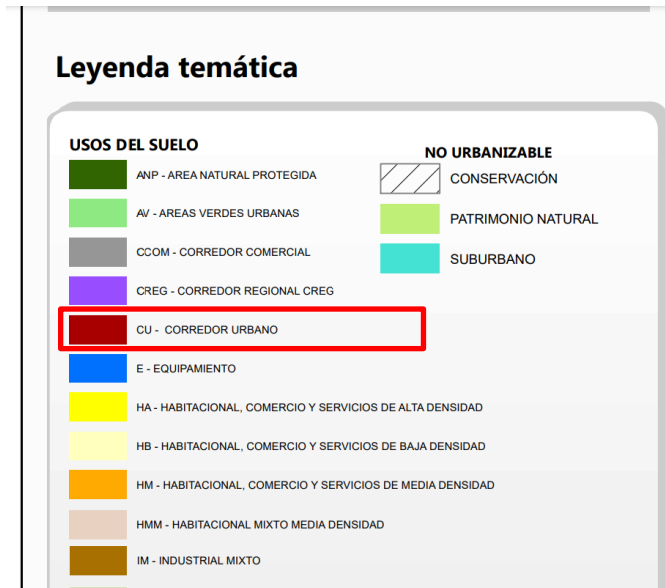 Leyenda temática
USOS DEL SUELO
ANP - AREA NATURAL PROTEGIDA
AV - AREAS VERDES URBANAS
CCOM - CORREDOR COMERCIAL
CREG - CORREDOR REGIONAL CREG
CU - CORREDOR URBANO
E - EQUIPAMIENTO
HA - HABITACIONAL, COMERCIO Y SERVICIOS DE ALTA DENSIDAD
HB - HABITACIONAL, COMERCIO Y SERVICIOS DE BAJA DENSIDAD
HM - HABITACIONAL, COMERCIO Y SERVICIOS DE MEDIA DENSIDAD
HMM - HABITACIONAL MIXTO MEDIA DENSIDAD
IM - INDUSTRIAL MIXTO
NO URBANIZABLE
CONSERVACIÓN
PATRIMONIO NATURAL
SUBURBANO